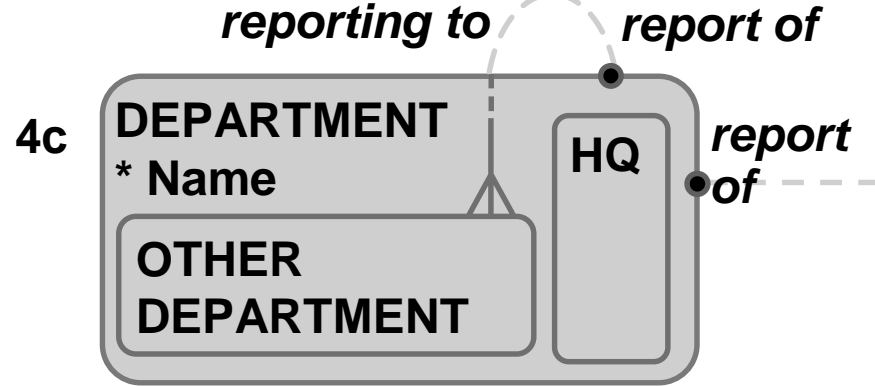 reporting to
report of
4c
DEPARTMENT
* Name
HQ
report
of
OTHER
DEPARTMENT